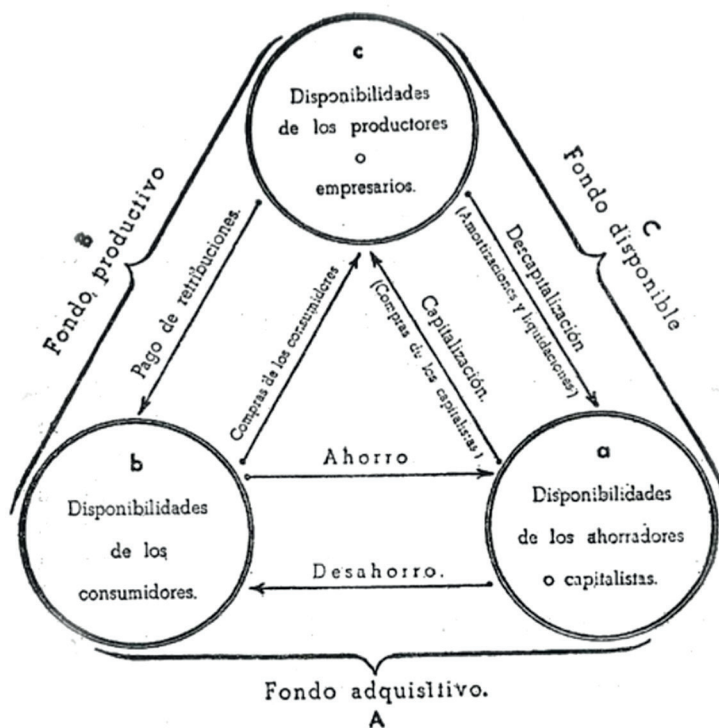 c
Disponibilidades
de los productores
o
empresarios.
B
Fondo productivo
C
Fondo disponible
Pago de retribuciones.
Compras de los consumidores
Capitalización.
(Compras de los capitalistas)
Dercapitalización
(Amortizaciones y liquidaciones)
b
Disponibilidades
de los
consumidores.
Ahorro
Desahorro.
a
Disponibilidades
de los ahorradores
o capitalistas.
Fondo adquisitivo.
A